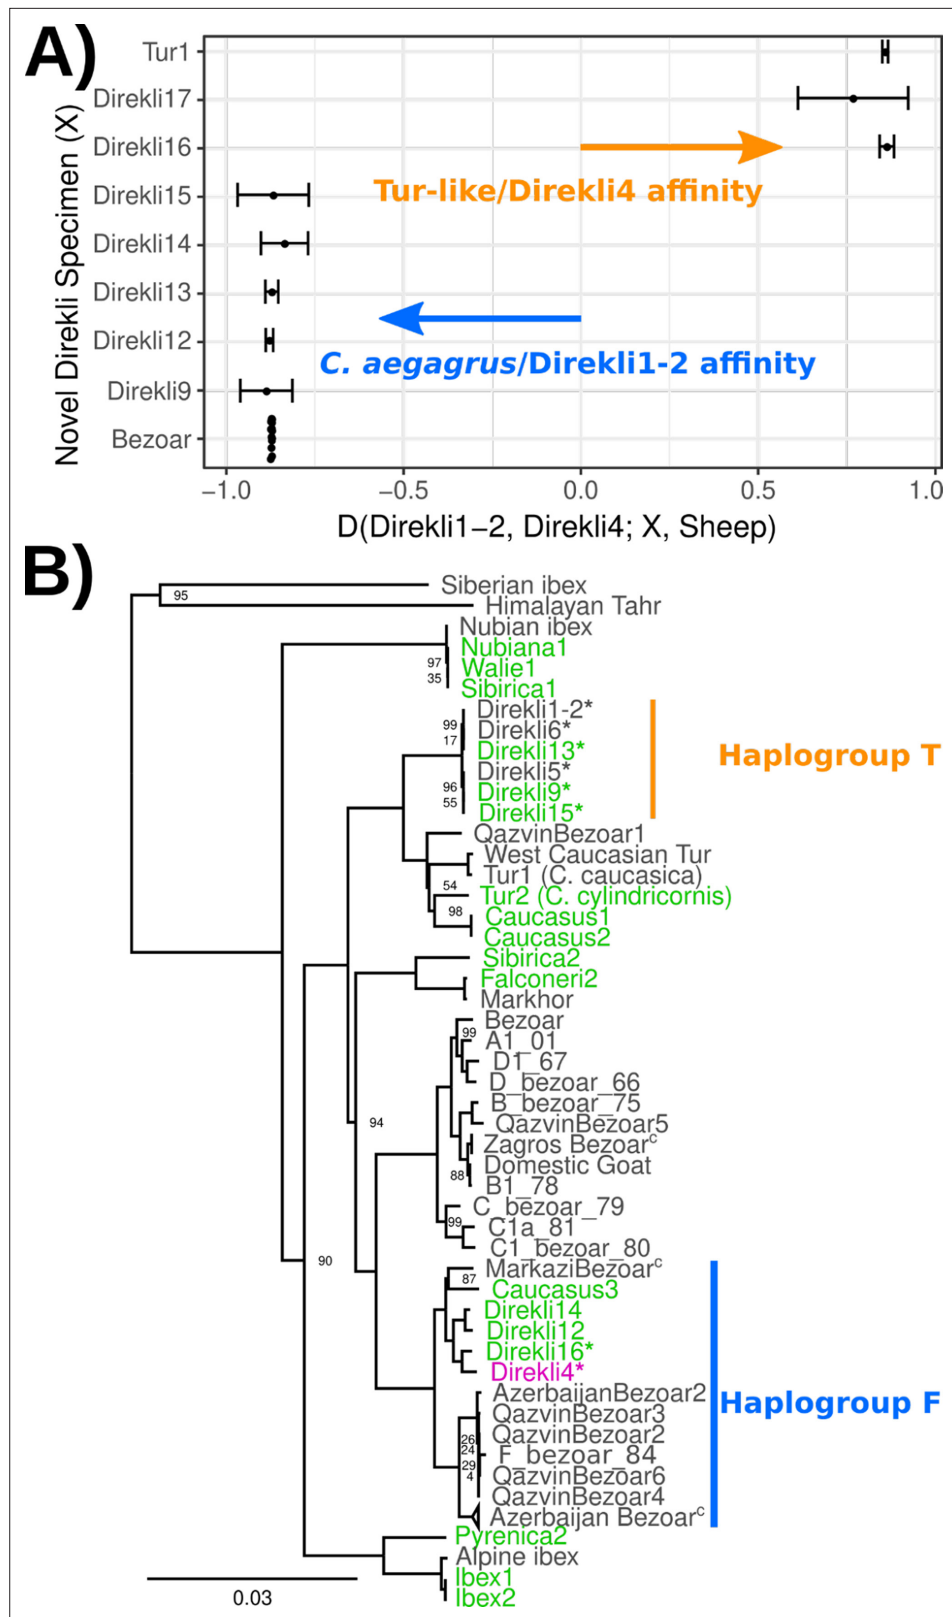 A)
Novel Direkli Specimen (X)
Tur1
Direkli17
Direkli16
Direkli15
Direkli14
Direkli13
Direkli12
Direkli9
Bezoar
Tur-like/Direkli4 affinity
C. aegagrus/Direkli1-2 affinity
−1.0
−0.5
0.0
0.5
1.0
D(Direkli1−2, Direkli4; X, Sheep)
B)
Siberian ibex
95
Himalayan Tahr
Nubian ibex
Nubiana1
97
Walie1
35
Sibirica1
Direkli1-2*
99
Direkli6*
17
Direkli13*
Haplogroup T
Direkli5*
96
Direkli9*
55
Direkli15*
QazvinBezoar1
West Caucasian Tur
Tur1 (C. caucasica)
54
Tur2 (C. cylindricornis)
98
Caucasus1
Caucasus2
Sibirica2
Falconeri2
Markhor
Bezoar
99
A1_01
D1_67
D_bezoar_66
B_bezoar_75
94
QazvinBezoar5
Zagros Bezoarᶜ
Domestic Goat
88
B1_78
C_bezoar_79
99
C1a_81
C1_bezoar_80
90
MarkaziBezoarᶜ
87
Caucasus3
Direkli14
Direkli12
Direkli16*
Direkli4*
AzerbaijanBezoar2
Haplogroup F
QazvinBezoar3
QazvinBezoar2
26
24
F_bezoar_84
29
QazvinBezoar6
4
QazvinBezoar4
Azerbaijan Bezoarᶜ
Pyrenica2
Alpine ibex
Ibex1
Ibex2
0.03